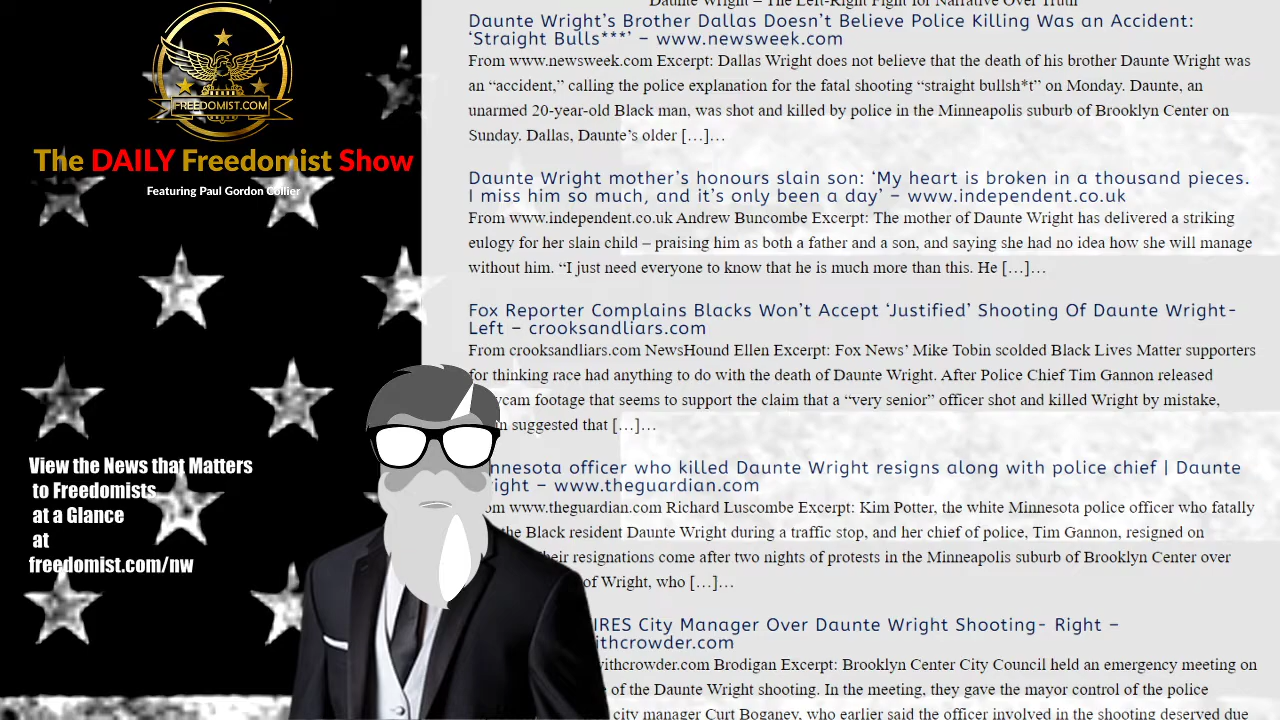 FREEDOMIST.COM
The DAILY Freedomist Show
Featuring Paul Gordon Collier
View the News that Matters
to Freedomists
at a Glance
at
freedomist.com/nw
Daunte Wright – The Left-Right Fight for Narrative Over Truth
Daunte Wright’s Brother Dallas Doesn’t Believe Police Killing Was an Accident:
‘Straight Bulls***’ – www.newsweek.com
From www.newsweek.com Excerpt: Dallas Wright does not believe that the death of his brother Daunte Wright was
an “accident,” calling the police explanation for the fatal shooting “straight bullsh*t” on Monday. Daunte, an
unarmed 20-year-old Black man, was shot and killed by police in the Minneapolis suburb of Brooklyn Center on
Sunday. Dallas, Daunte’s older […]…
Daunte Wright mother’s honours slain son: ‘My heart is broken in a thousand pieces.
I miss him so much, and it’s only been a day’ – www.independent.co.uk
From www.independent.co.uk Andrew Buncombe Excerpt: The mother of Daunte Wright has delivered a striking
eulogy for her slain child – praising him as both a father and a son, and saying she had no idea how she will manage
without him. “I just need everyone to know that he is much more than this. He […]…
Fox Reporter Complains Blacks Won’t Accept ‘Justified’ Shooting Of Daunte Wright-
Left – crooksandliars.com
From crooksandliars.com NewsHound Ellen Excerpt: Fox News’ Mike Tobin scolded Black Lives Matter supporters
for thinking race had anything to do with the death of Daunte Wright. After Police Chief Tim Gannon released
ycam footage that seems to support the claim that a “very senior” officer shot and killed Wright by mistake,
n suggested that […]…
nnesota officer who killed Daunte Wright resigns along with police chief | Daunte
right – www.theguardian.com
om www.theguardian.com Richard Luscombe Excerpt: Kim Potter, the white Minnesota police officer who fatally
the Black resident Daunte Wright during a traffic stop, and her chief of police, Tim Gannon, resigned on
heir resignations come after two nights of protests in the Minneapolis suburb of Brooklyn Center over
of Wright, who […]…
IRES City Manager Over Daunte Wright Shooting- Right –
ithcrowder.com
withcrowder.com Brodigan Excerpt: Brooklyn Center City Council held an emergency meeting on
e of the Daunte Wright shooting. In the meeting, they gave the mayor control of the police
city manager Curt Boganey, who earlier said the officer involved in the shooting deserved due